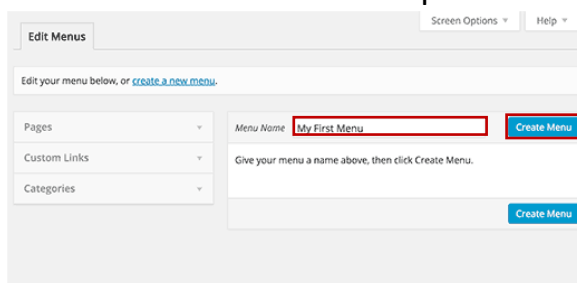 Screen Options Help
Edit Menus
Edit your menu below, or create a new menu.
Pages
Menu Name My First Menu Create Menu
Custom Links
Give your menu a name above, then click Create Menu.
Categories
Create Menu